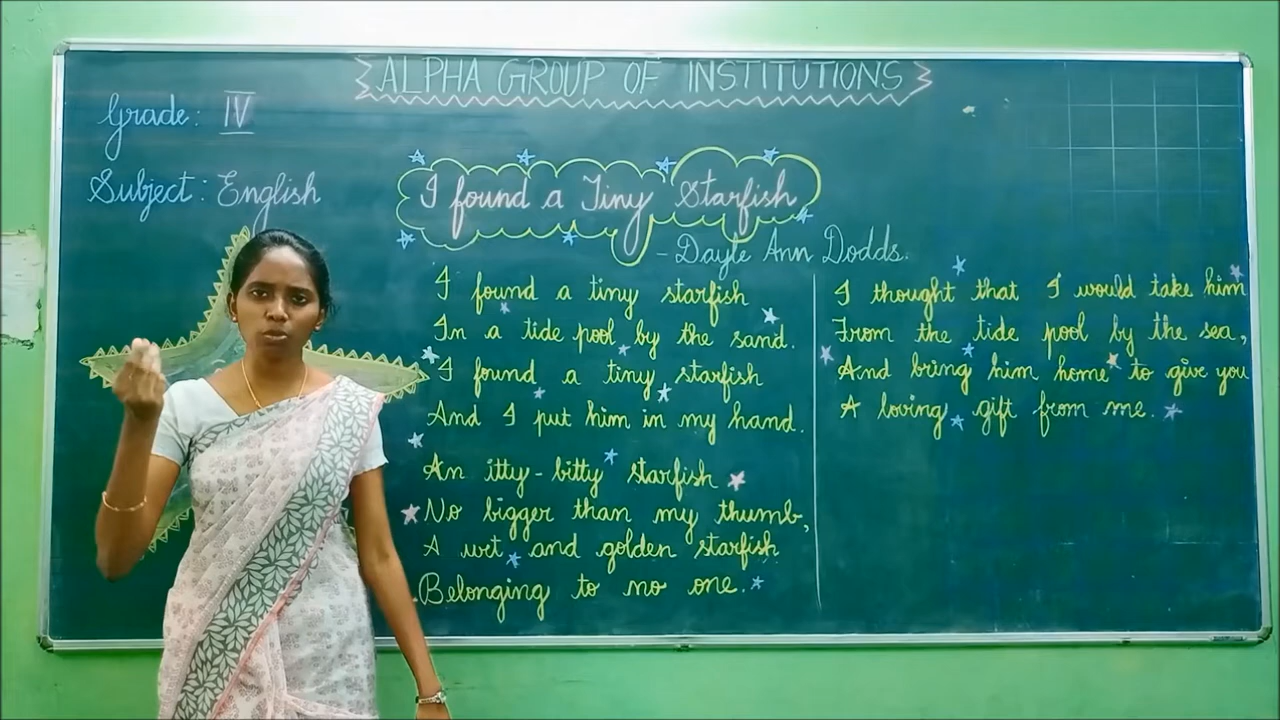 ALPHA GROUP OF INSTITUTIONS
Grade: IV
Subject: English
I found a Tiny Starfish
- Dayle Ann Dodds.
I found a tiny starfish
In a tide pool by the sand.
I found a tiny starfish
And I put him in my hand.
An itty-bitty starfish
No bigger than my thumb,
A wet and golden starfish
Belonging to no one.
I thought that I would take him
From the tide pool by the sea,
And bring him home to give you
A loving gift from me.